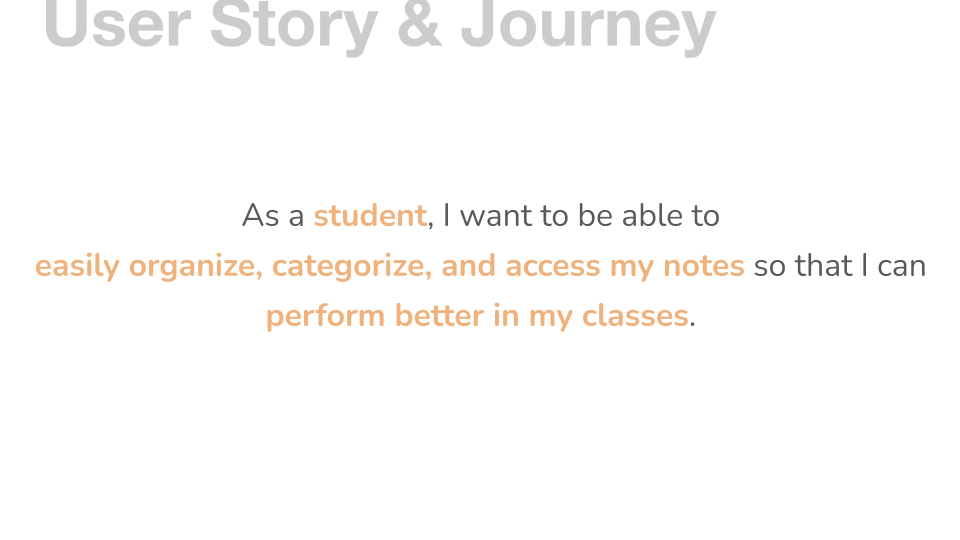 User Story & Journey
As a student, I want to be able to
easily organize, categorize, and access my notes so that I can
perform better in my classes.